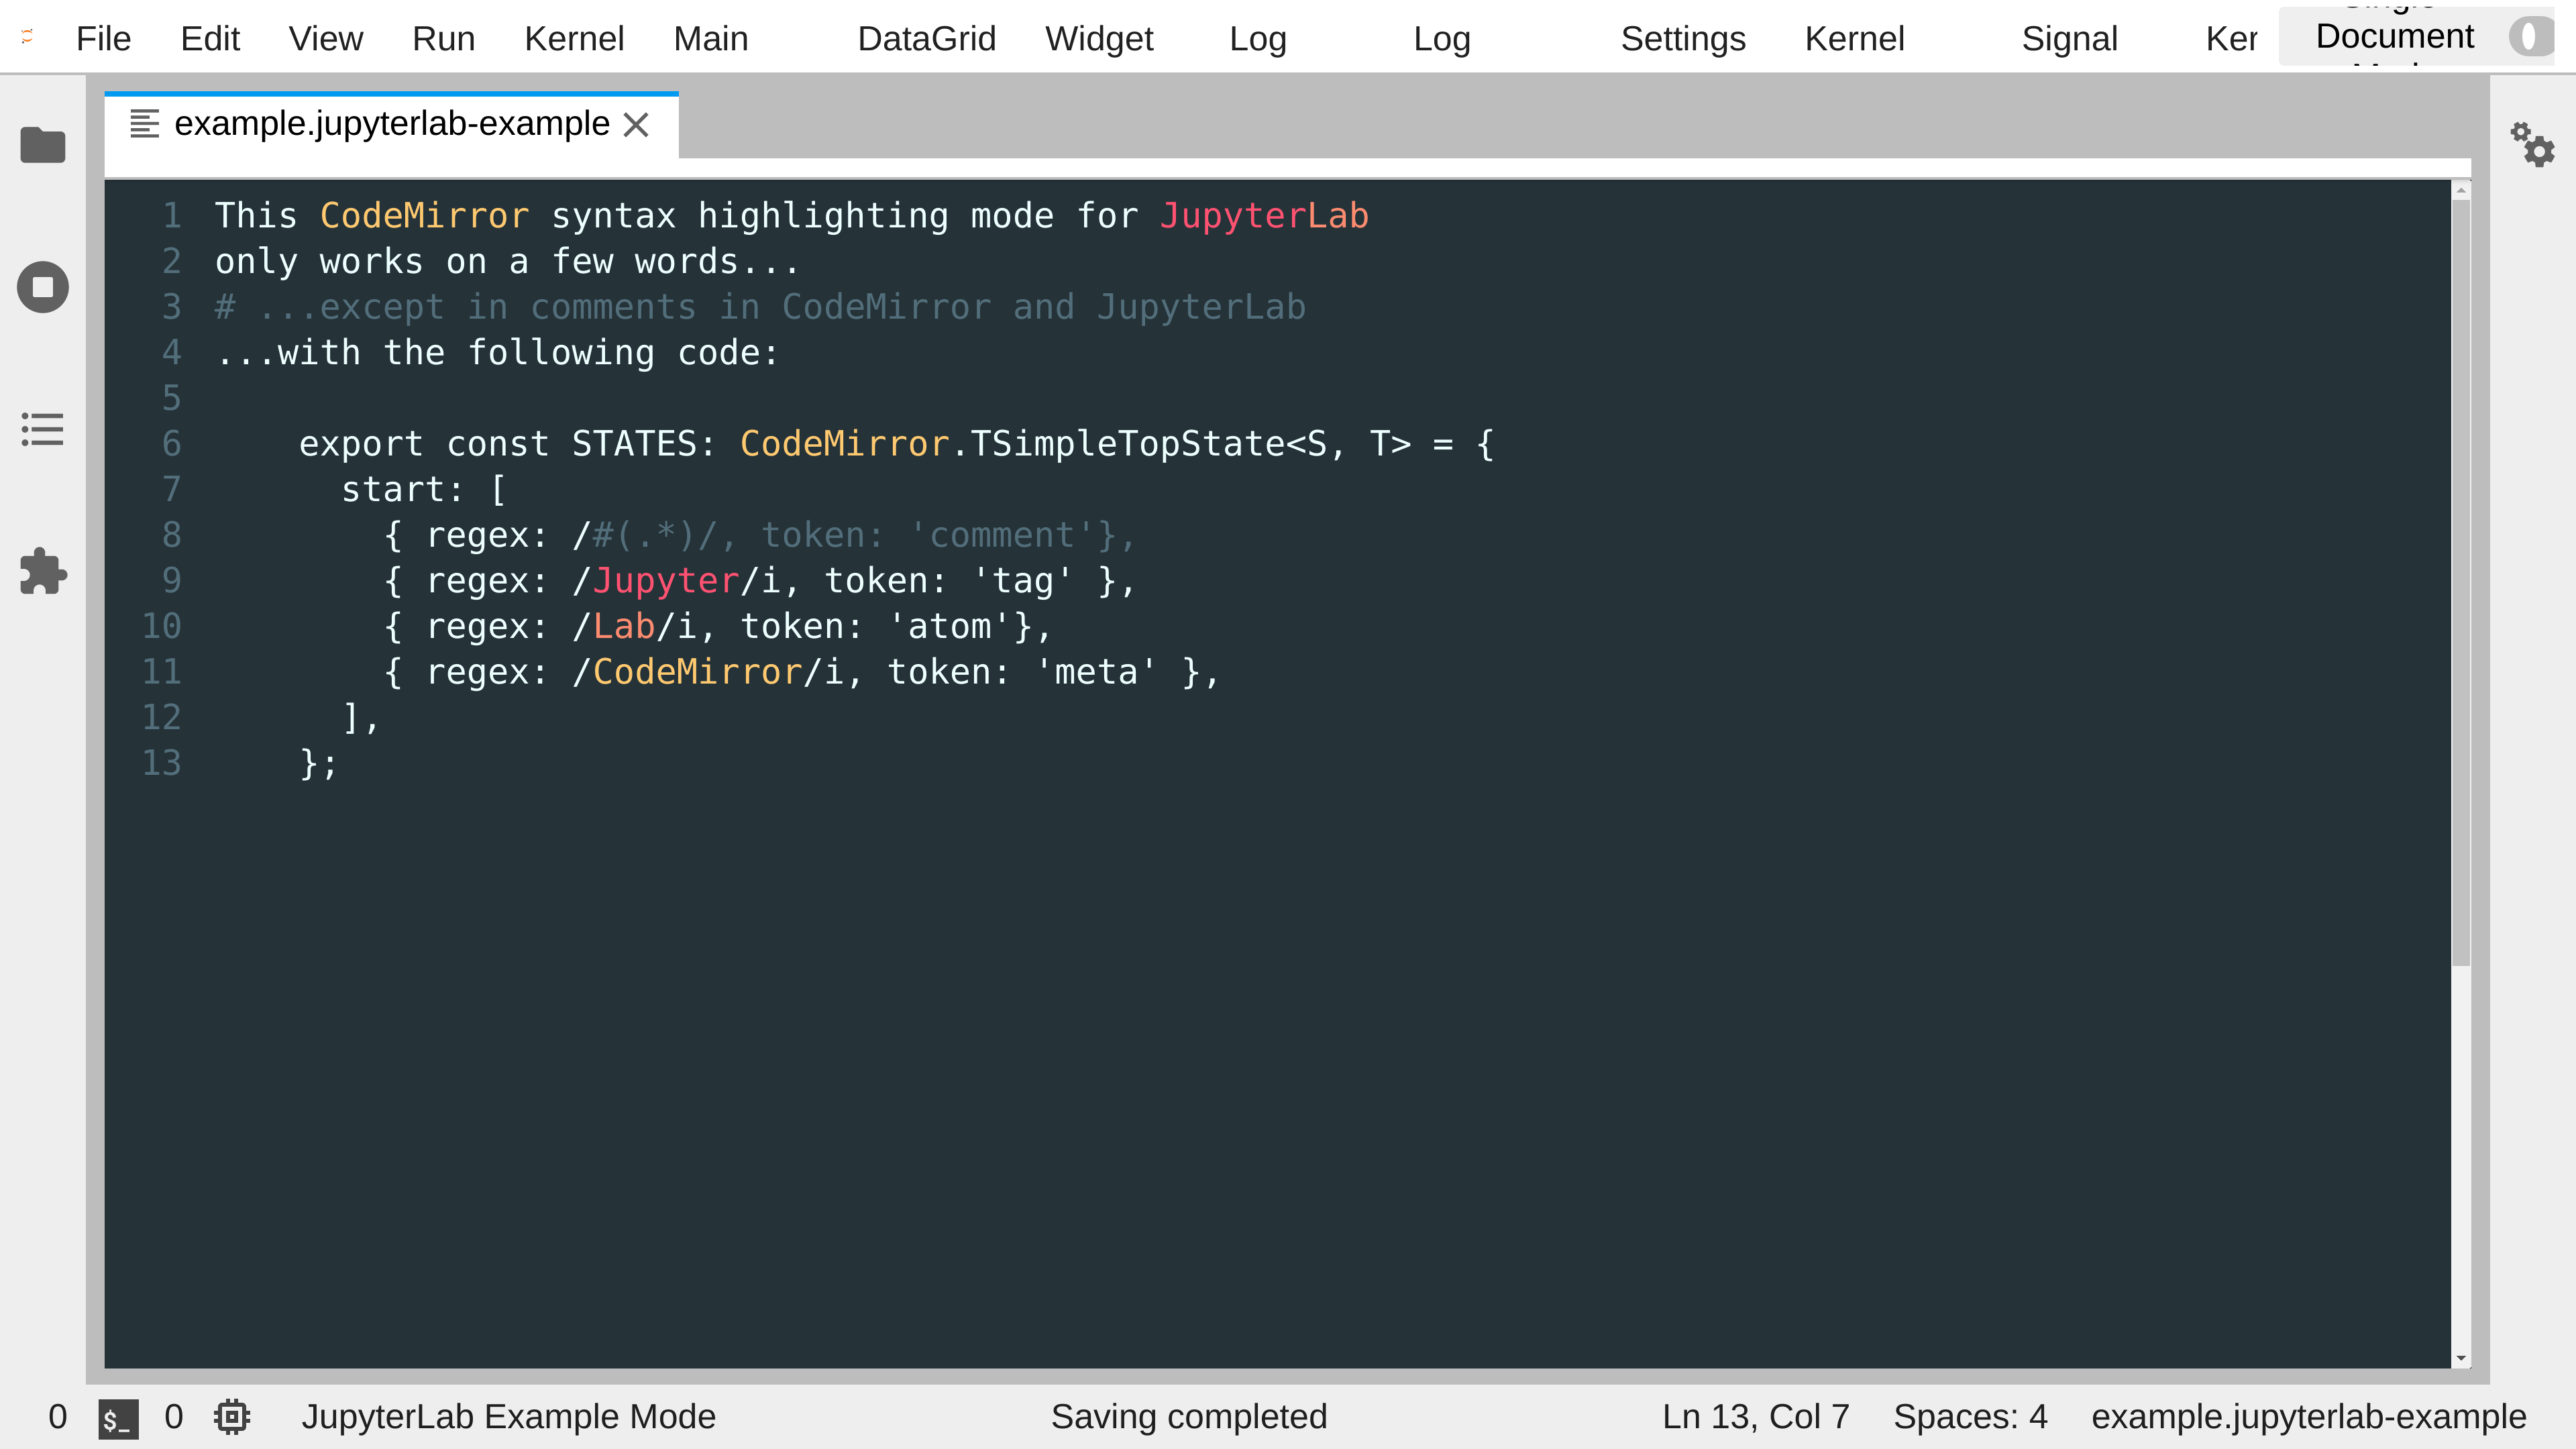 File Edit View Run Kernel Main DataGrid Widget Log Log Settings Kernel Signal Ker Document
example.jupyterlab-example
1 This CodeMirror syntax highlighting mode for JupyterLab
2 only works on a few words...
3 # ...except in comments in CodeMirror and JupyterLab
4 ...with the following code:
5
6     export const STATES: CodeMirror.TSimpleTopState<S, T> = {
7       start: [
8         { regex: /#(.*)/, token: 'comment'},
9         { regex: /Jupyter/i, token: 'tag' },
10         { regex: /Lab/i, token: 'atom'},
11         { regex: /CodeMirror/i, token: 'meta' },
12       ],
13     };
0 $_ 0 JupyterLab Example Mode Saving completed Ln 13, Col 7 Spaces: 4 example.jupyterlab-example